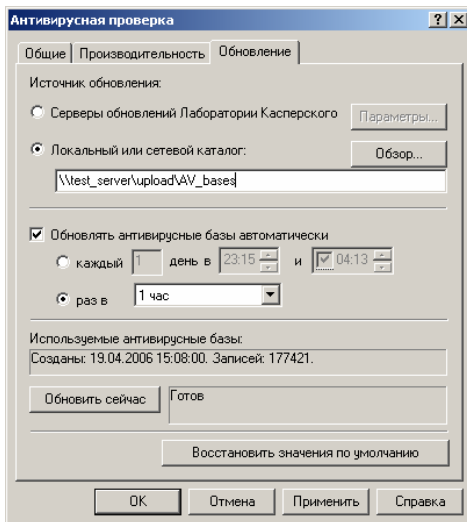 Антивирусная проверка
Общие Производительность Обновление
Источник обновления:
Серверы обновлений Лаборатории Касперского Параметры...
Локальный или сетевой каталог: Обзор...
\\test_server\upload\AV_bases
Обновлять антивирусные базы автоматически
каждый 1 день в 23:15 и 04:13
раз в 1 час
Используемые антивирусные базы:
Созданы: 19.04.2006 15:08:00. Записей: 177421.
Обновить сейчас Готов
Восстановить значения по умолчанию
OK Отмена Применить Справка